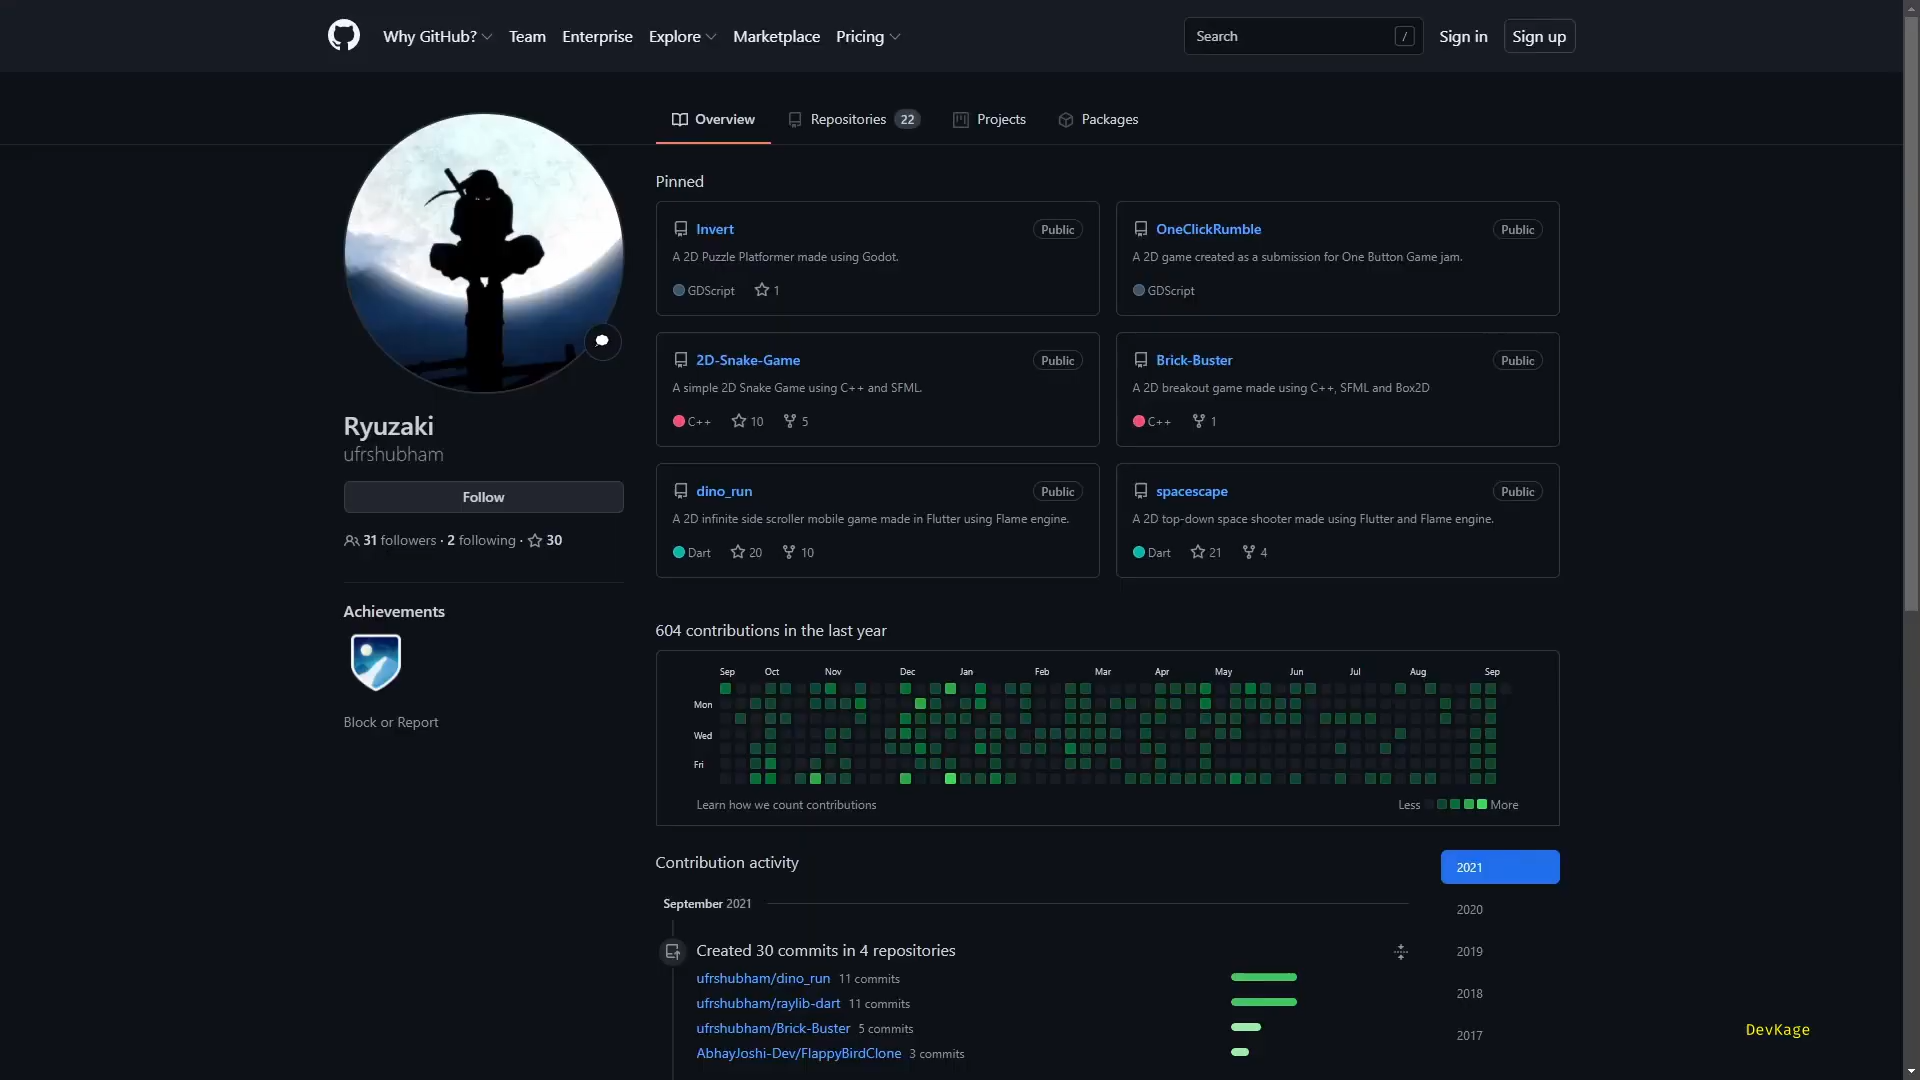 Why GitHub? Team Enterprise Explore Marketplace Pricing Search / Sign in Sign up
Overview Repositories 22 Projects Packages
Ryuzaki
ufrshubham
Follow
31 followers · 2 following · 30
Achievements
Block or Report
Pinned
Invert Public
A 2D Puzzle Platformer made using Godot.
GDScript 1
OneClickRumble Public
A 2D game created as a submission for One Button Game jam.
GDScript
2D-Snake-Game Public
A simple 2D Snake Game using C++ and SFML.
C++ 10 5
Brick-Buster Public
A 2D breakout game made using C++, SFML and Box2D
C++ 1
dino_run Public
A 2D infinite side scroller mobile game made in Flutter using Flame engine.
Dart 20 10
spacescape Public
A 2D top-down space shooter made using Flutter and Flame engine.
Dart 21 4
604 contributions in the last year
Sep Oct Nov Dec Jan Feb Mar Apr May Jun Jul Aug Sep
Mon
Wed
Fri
Learn how we count contributions Less More
Contribution activity
2021
2020
2019
2018
2017
September 2021
Created 30 commits in 4 repositories
ufrshubham/dino_run 11 commits
ufrshubham/raylib-dart 11 commits
ufrshubham/Brick-Buster 5 commits
AbhayJoshi-Dev/FlappyBirdClone 3 commits
DevKage